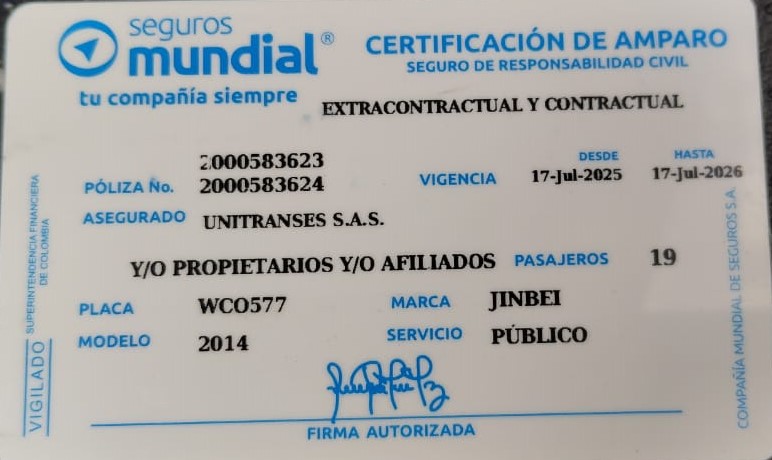 seguros
mundial®
tu compañía siempre
CERTIFICACIÓN DE AMPARO
SEGURO DE RESPONSABILIDAD CIVIL
EXTRACONTRACTUAL Y CONTRACTUAL
2000583623
PÓLIZA No. 2000583624
VIGENCIA
DESDE HASTA
17-Jul-2025 17-Jul-2026
ASEGURADO UNITRANSES S.A.S.
Y/O PROPIETARIOS Y/O AFILIADOS PASAJEROS 19
PLACA WCO577 MARCA JINBEI
MODELO 2014 SERVICIO PÚBLICO
FIRMA AUTORIZADA
VIGILADO SUPERINTENDENCIA FINANCIERA
DE COLOMBIA
COMPAÑÍA MUNDIAL DE SEGUROS S.A.